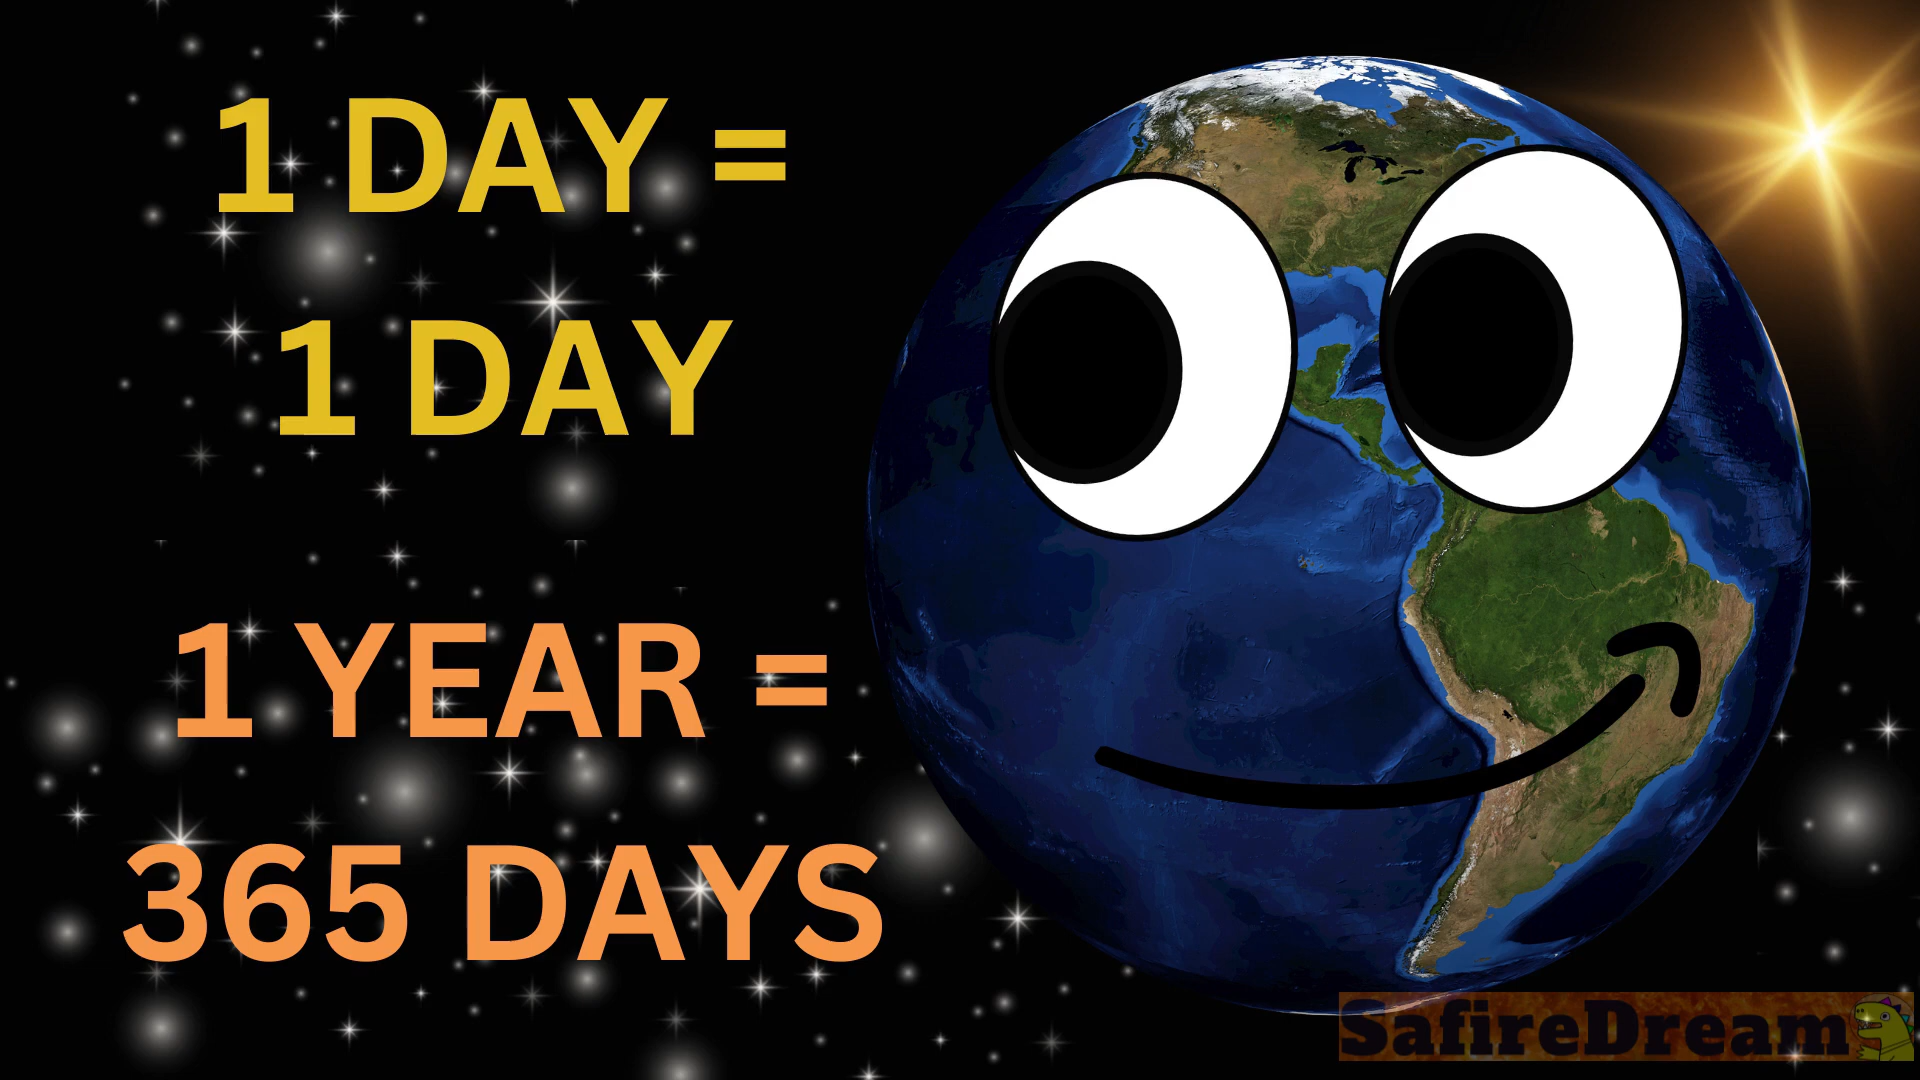 1 DAY =
1 DAY
1 YEAR =
365 DAYS
SafireDream